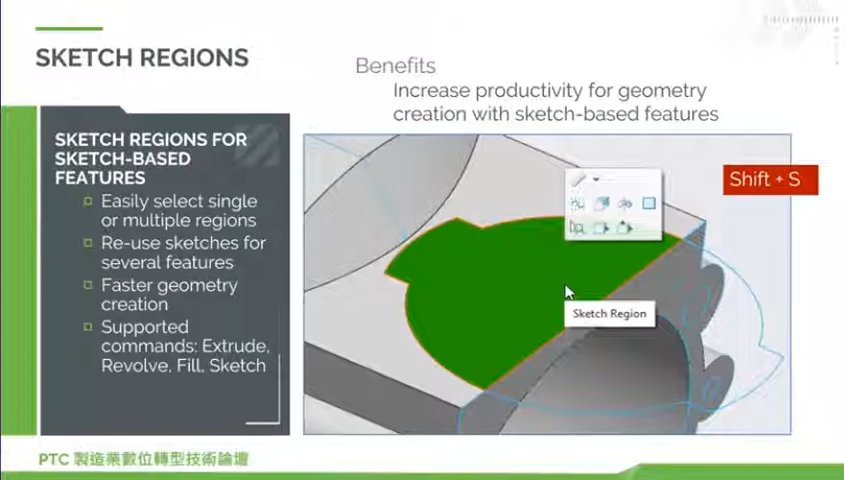 SKETCH REGIONS
Benefits
Increase productivity for geometry
creation with sketch-based features
SKETCH REGIONS FOR
SKETCH-BASED
FEATURES
Easily select single
or multiple regions
Re-use sketches for
several features
Faster geometry
creation
Supported
commands: Extrude,
Revolve, Fill, Sketch
Shift + S
Sketch Region
PTC 製造業數位轉型技術論壇